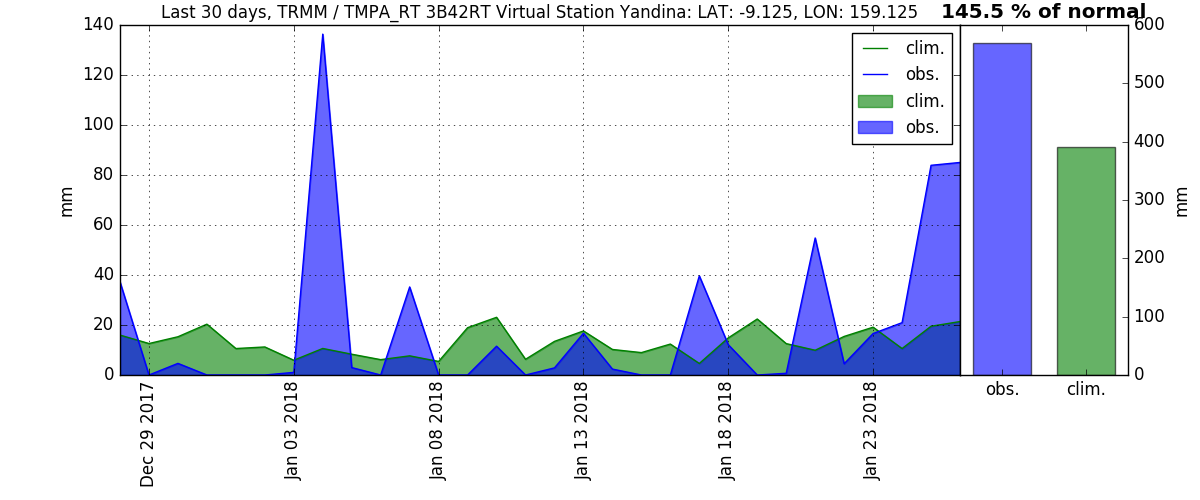 Last 30 days, TRMM / TMPA_RT 3B42RT Virtual Station Yandina: LAT: -9.125, LON: 159.125
145.5 % of normal
140
120
100
80
60
40
20
0
mm
clim.
obs.
clim.
obs.
600
500
400
300
200
100
0
mm
Dec 29 2017
Jan 03 2018
Jan 08 2018
Jan 13 2018
Jan 18 2018
Jan 23 2018
obs.
clim.